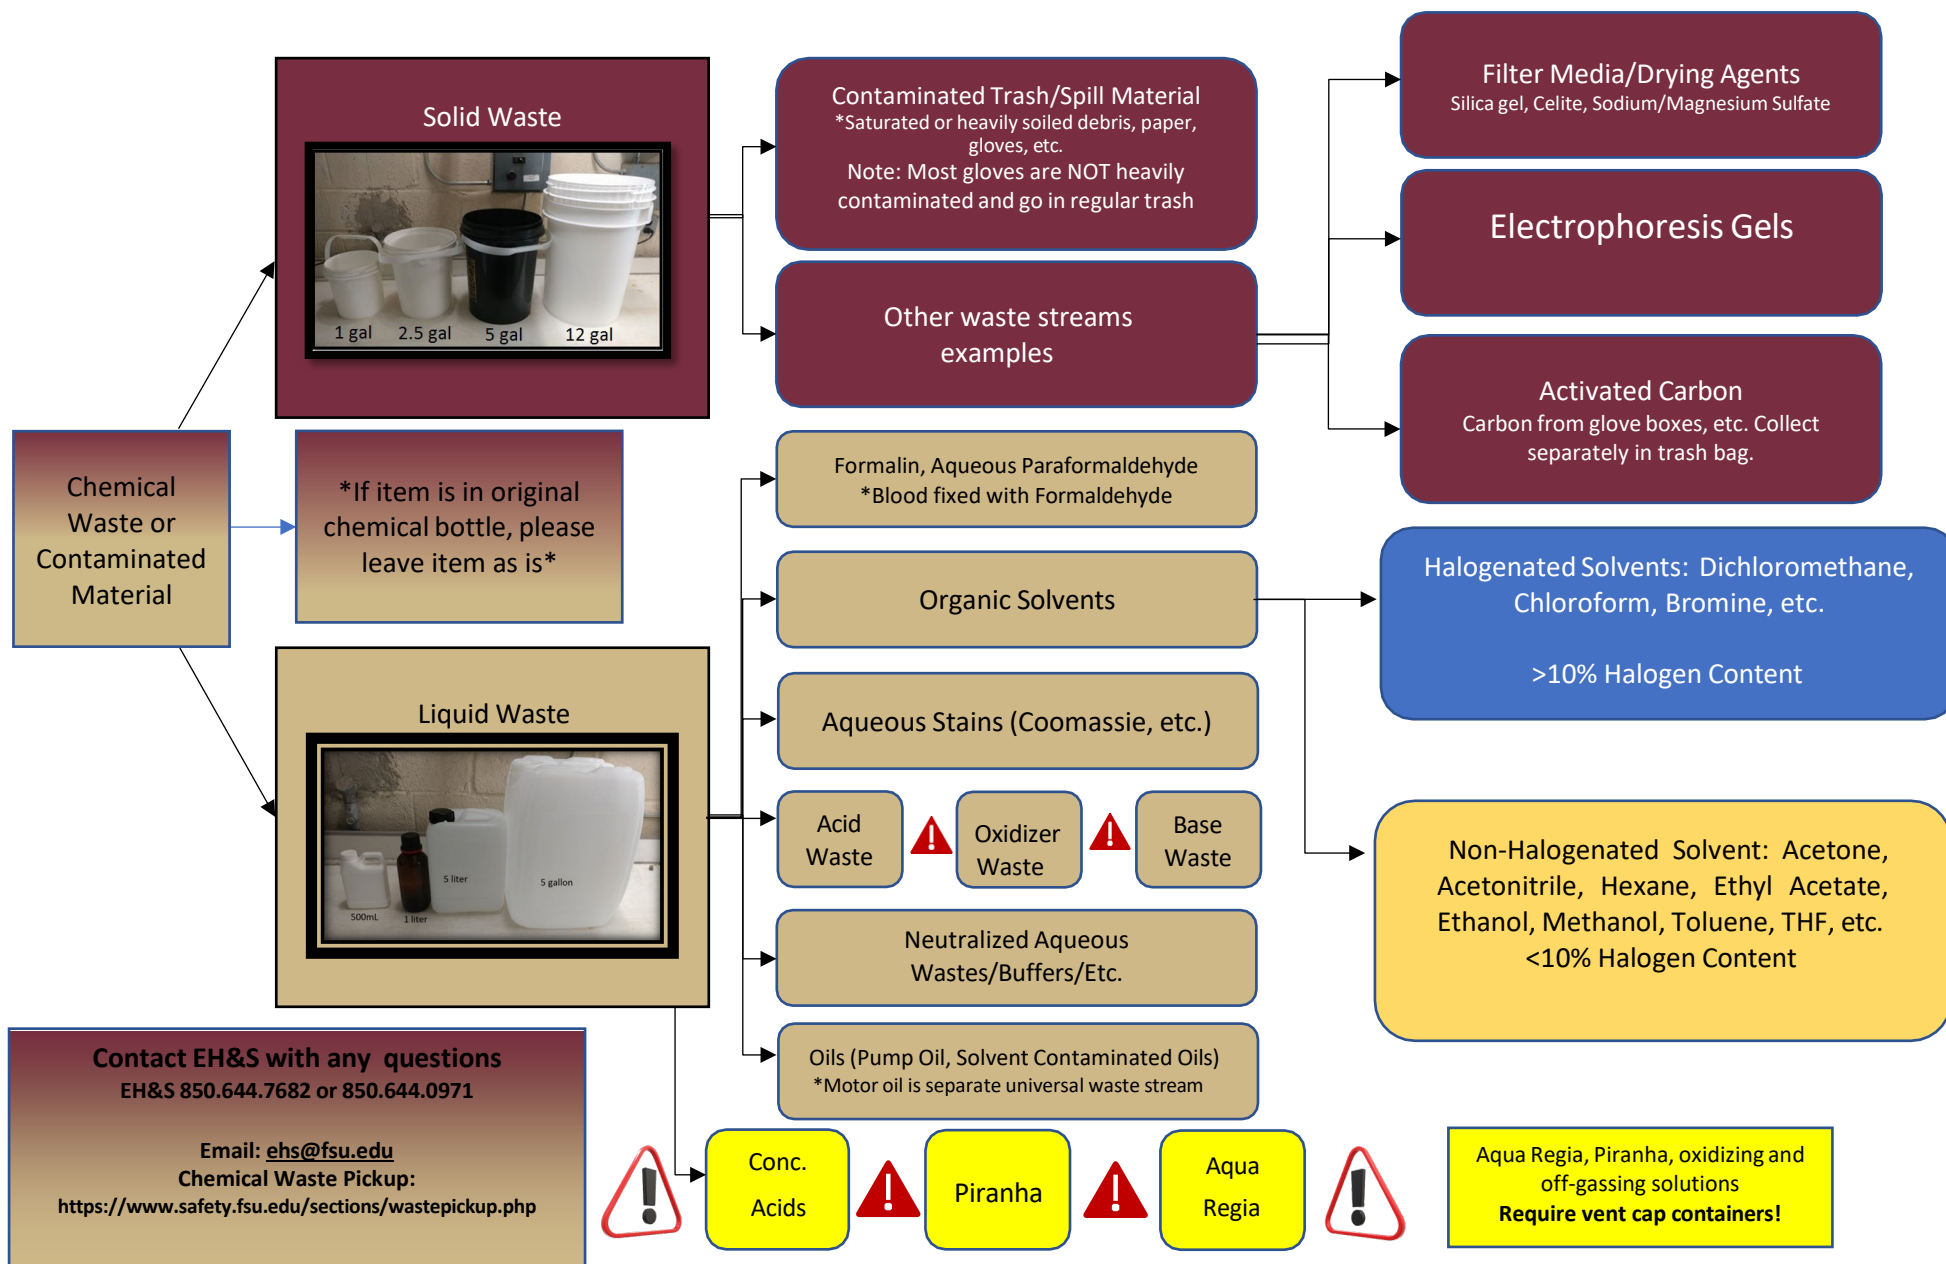 Solid Waste
1 gal
2.5 gal
5 gal
12 gal
Contaminated Trash/Spill Material
*Saturated or heavily soiled debris, paper,
gloves, etc.
Note: Most gloves are NOT heavily
contaminated and go in regular trash
Other waste streams
examples
Filter Media/Drying Agents
Silica gel, Celite, Sodium/Magnesium Sulfate
Electrophoresis Gels
Activated Carbon
Carbon from glove boxes, etc. Collect
separately in trash bag.
Chemical
Waste or
Contaminated
Material
*If item is in original
chemical bottle, please
leave item as is*
Liquid Waste
500mL
1 liter
5 liter
5 gallon
Formalin, Aqueous Paraformaldehyde
*Blood fixed with Formaldehyde
Organic Solvents
Halogenated Solvents: Dichloromethane,
Chloroform, Bromine, etc.
>10% Halogen Content
Non-Halogenated Solvent: Acetone,
Acetonitrile, Hexane, Ethyl Acetate,
Ethanol, Methanol, Toluene, THF, etc.
<10% Halogen Content
Aqueous Stains (Coomassie, etc.)
Acid
Waste
Oxidizer
Waste
Base
Waste
Neutralized Aqueous
Wastes/Buffers/Etc.
Oils (Pump Oil, Solvent Contaminated Oils)
*Motor oil is separate universal waste stream
Contact EH&S with any questions
EH&S 850.644.7682 or 850.644.0971
Email: ehs@fsu.edu
Chemical Waste Pickup:
https://www.safety.fsu.edu/sections/wastepickup.php
Conc.
Acids
Piranha
Aqua
Regia
Aqua Regia, Piranha, oxidizing and
off-gassing solutions
Require vent cap containers!